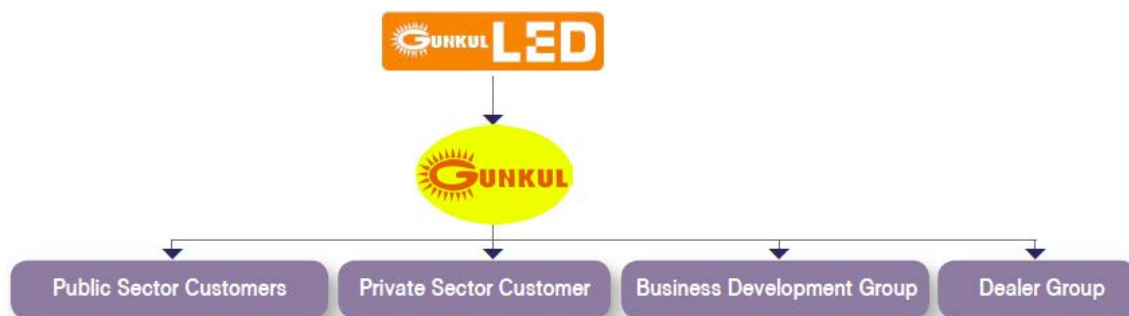 GUNKUL LED
GUNKUL
Public Sector Customers
Private Sector Customer
Business Development Group
Dealer Group